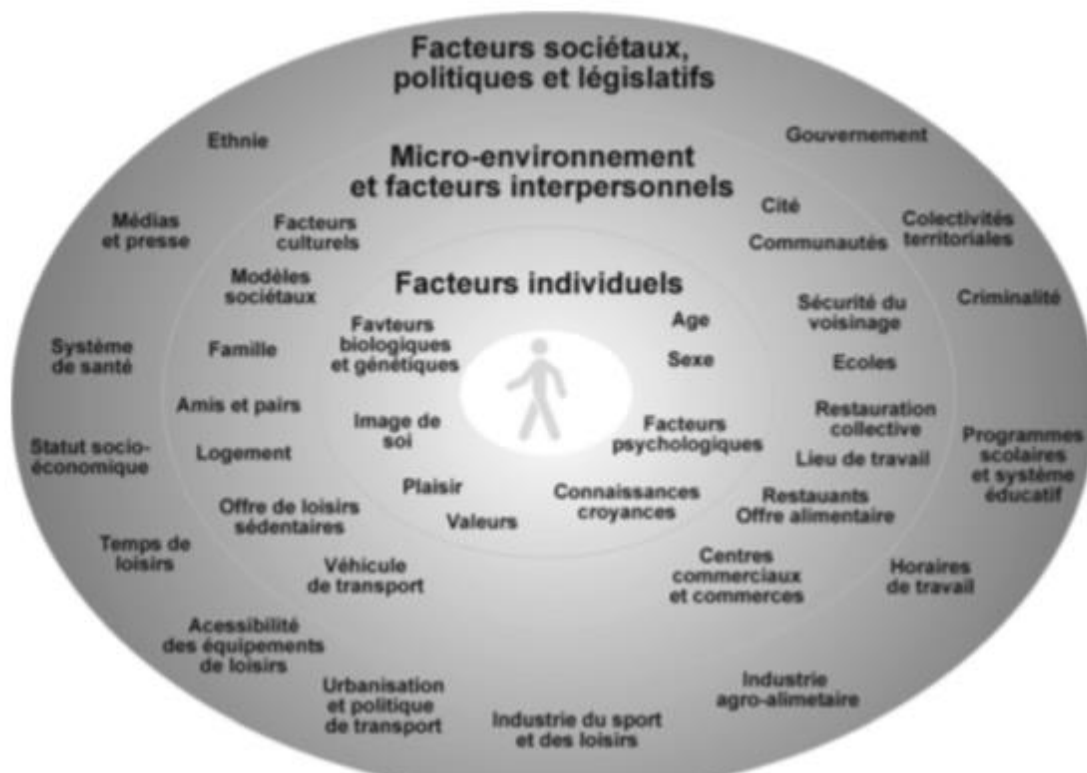 Facteurs sociétaux,
politiques et législatifs
Ethnie
Gouvernement
Micro-environnement
et facteurs interpersonnels
Médias
et presse
Facteurs
culturels
Cité
Communautés
Colectivités
territoriales
Modèles
sociétaux
Facteurs individuels
Sécurité du
voisinage
Criminalité
Système
de santé
Famille
Favteurs
biologiques
et génétiques
Age
Sexe
Ecoles
Amis et pairs
Image de
soi
Facteurs
psychologiques
Restauration
collective
Statut socio-
économique
Logement
Lieu de travail
Programmes
scolaires
et système
éducatif
Offre de loisirs
sédentaires
Plaisir
Valeurs
Connaissances
croyances
Restauants
Offre alimentaire
Temps de
loisirs
Véhicule
de transport
Centres
commerciaux
et commerces
Horaires
de travail
Acessibilité
des équipements
de loisirs
Urbanisation
et politique
de transport
Industrie du sport
et des loisirs
Industrie
agro-alimetaire